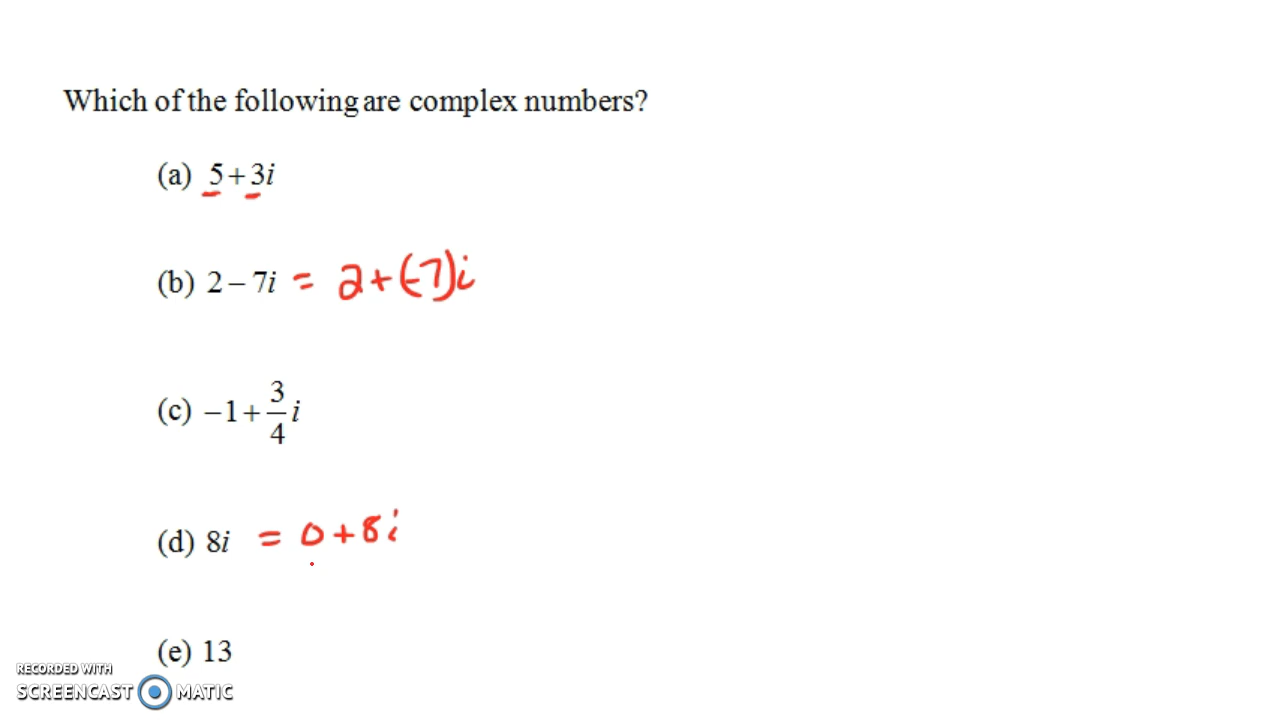 Which of the following are complex numbers?
(a) 5+3i
(b) 2−7i = 2+(-7)i
(c) −1+3/4 i
(d) 8i = 0+8i
(e) 13
RECORDED WITH
SCREENCAST MATIC